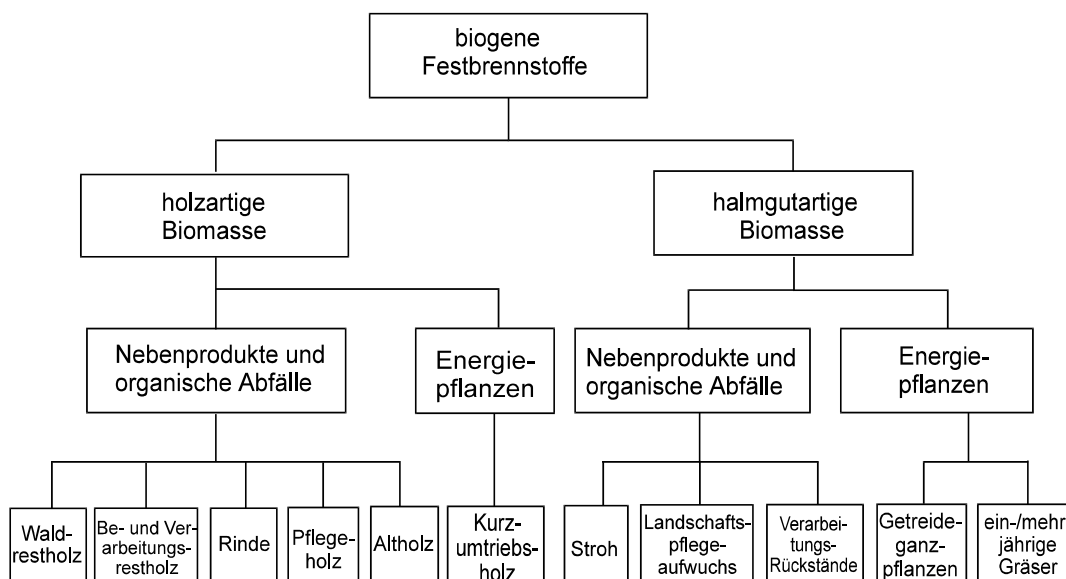 biogene
Festbrennstoffe
holzartige
Biomasse
halmgutartige
Biomasse
Nebenprodukte und
organische Abfälle
Energie-
pflanzen
Nebenprodukte und
organische Abfälle
Energie-
pflanzen
Wald-
restholz
Be- und Ver-
arbeitungs-
restholz
Rinde
Pflege-
holz
Altholz
Kurz-
umtriebs-
holz
Stroh
Landschafts-
pflege-
aufwuchs
Verarbei-
tungs-
Rückstände
Getreide-
ganz-
pflanzen
ein-/mehr
jährige
Gräser